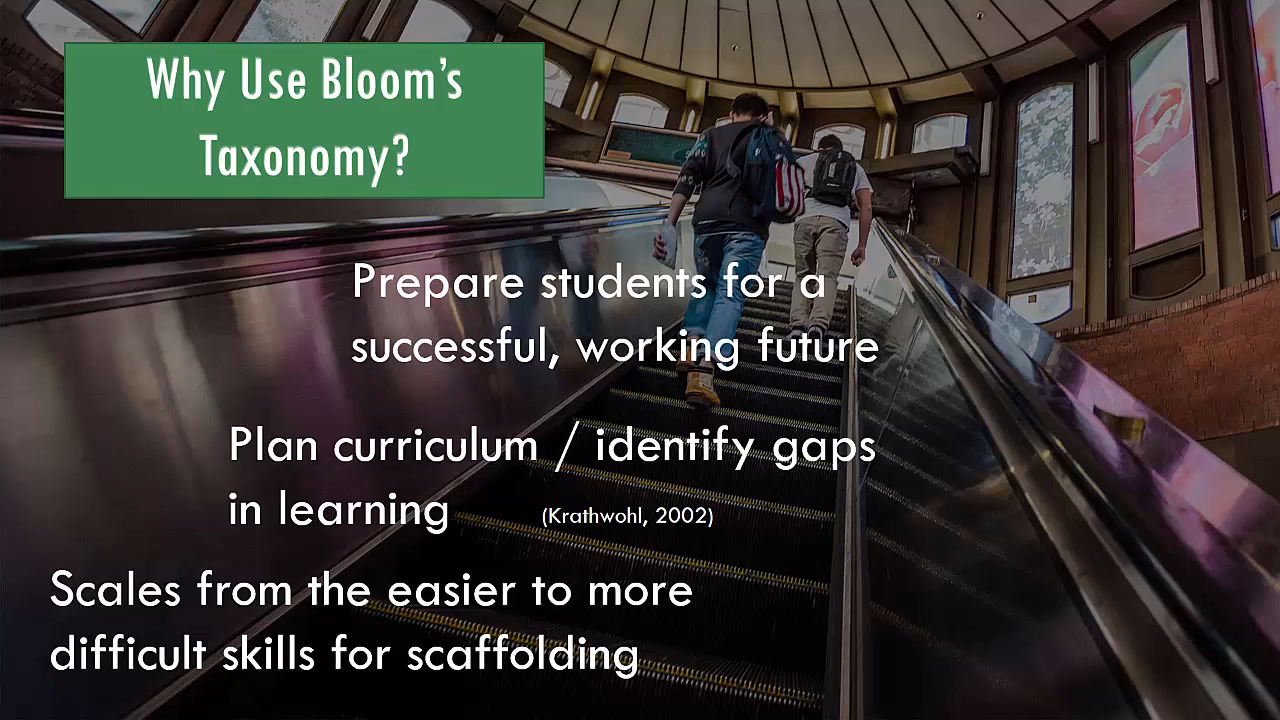 Why Use Bloom’s
Taxonomy?
Prepare students for a
successful, working future
Plan curriculum / identify gaps
in learning (Krathwohl, 2002)
Scales from the easier to more
difficult skills for scaffolding